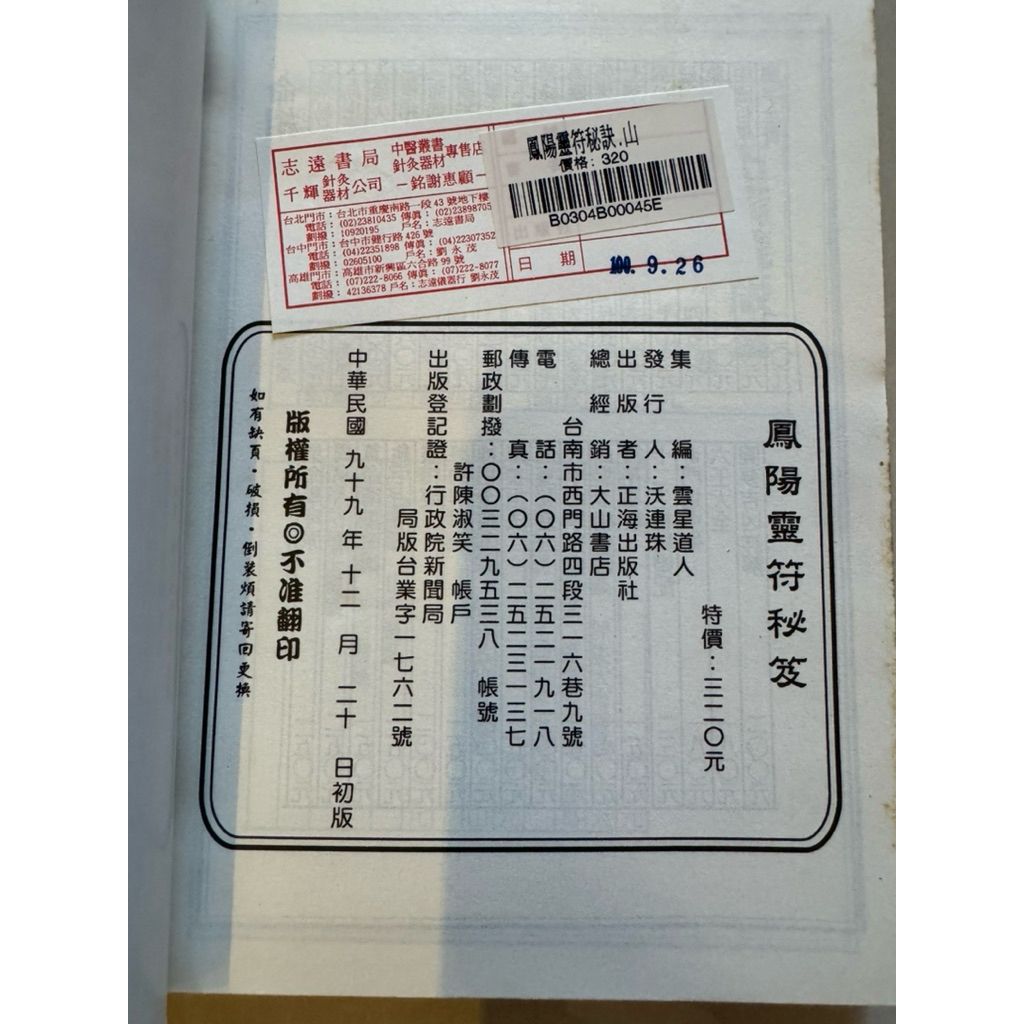 志遠書局 中醫叢書 針灸器材 專售店
千輝 針灸器材 公司 －銘謝惠顧－
台北門市：台北市重慶南路一段43號地下樓
電話：(02)23810435 傳真：(02)23898705
劃撥：10920195 戶名：志遠書局
台中門市：台中市健行路426號
電話：(04)22351898 傳真：(04)22307352
劃撥：02605100 戶名：劉永茂
高雄門市：高雄市新興區六合路99號
電話：(07)222-8066 傳真：(07)222-8077
劃撥：42136378 戶名：志遠儀器行 劉永茂
鳳陽靈符秘訣.山
價格：320
B0304B00045E
日期 100.9.26
鳳陽靈符秘笈
特價：三二〇元
集編：雲星道人
發行人：沃連珠
出版者：正海出版社
總經銷：大山書店
台南市西門路四段三一六巷九號
電話：（〇六）二五二一九一八
傳真：（〇六）二五二三一三七
郵政劃撥：〇〇三二九五三八 帳號
許陳淑笑 帳戶
出版登記證：行政院新聞局
局版台業字一七六二號
中華民國 九十九 年 十二 月 二十 日初版
版權所有◎不准翻印
如有缺頁・破損・倒裝煩請寄回更換